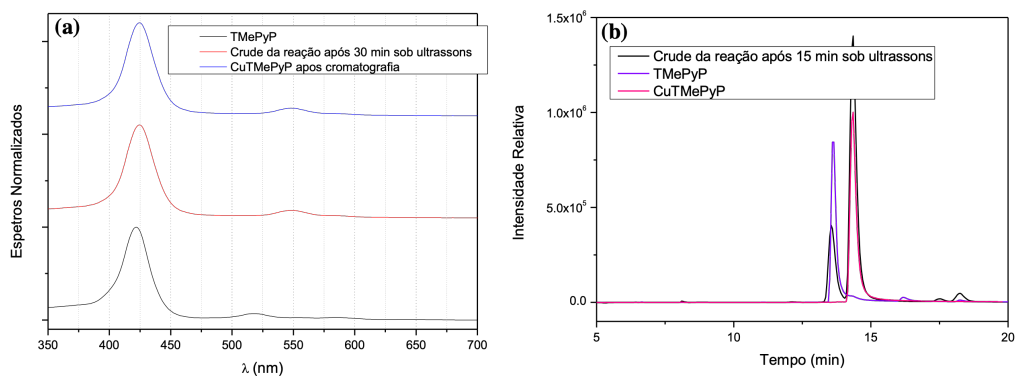 (a)
TMePyP
Crude da reação após 30 min sob ultrassons
CuTMePyP apos cromatografia
Espetros Normalizados
350 400 450 500 550 600 650 700
λ (nm)
(b)
Crude da reação após 15 min sob ultrassons
TMePyP
CuTMePyP
Intensidade Relativa
1.5x10⁶
1.0x10⁶
5.0x10⁵
0.0
5 10 15 20
Tempo (min)